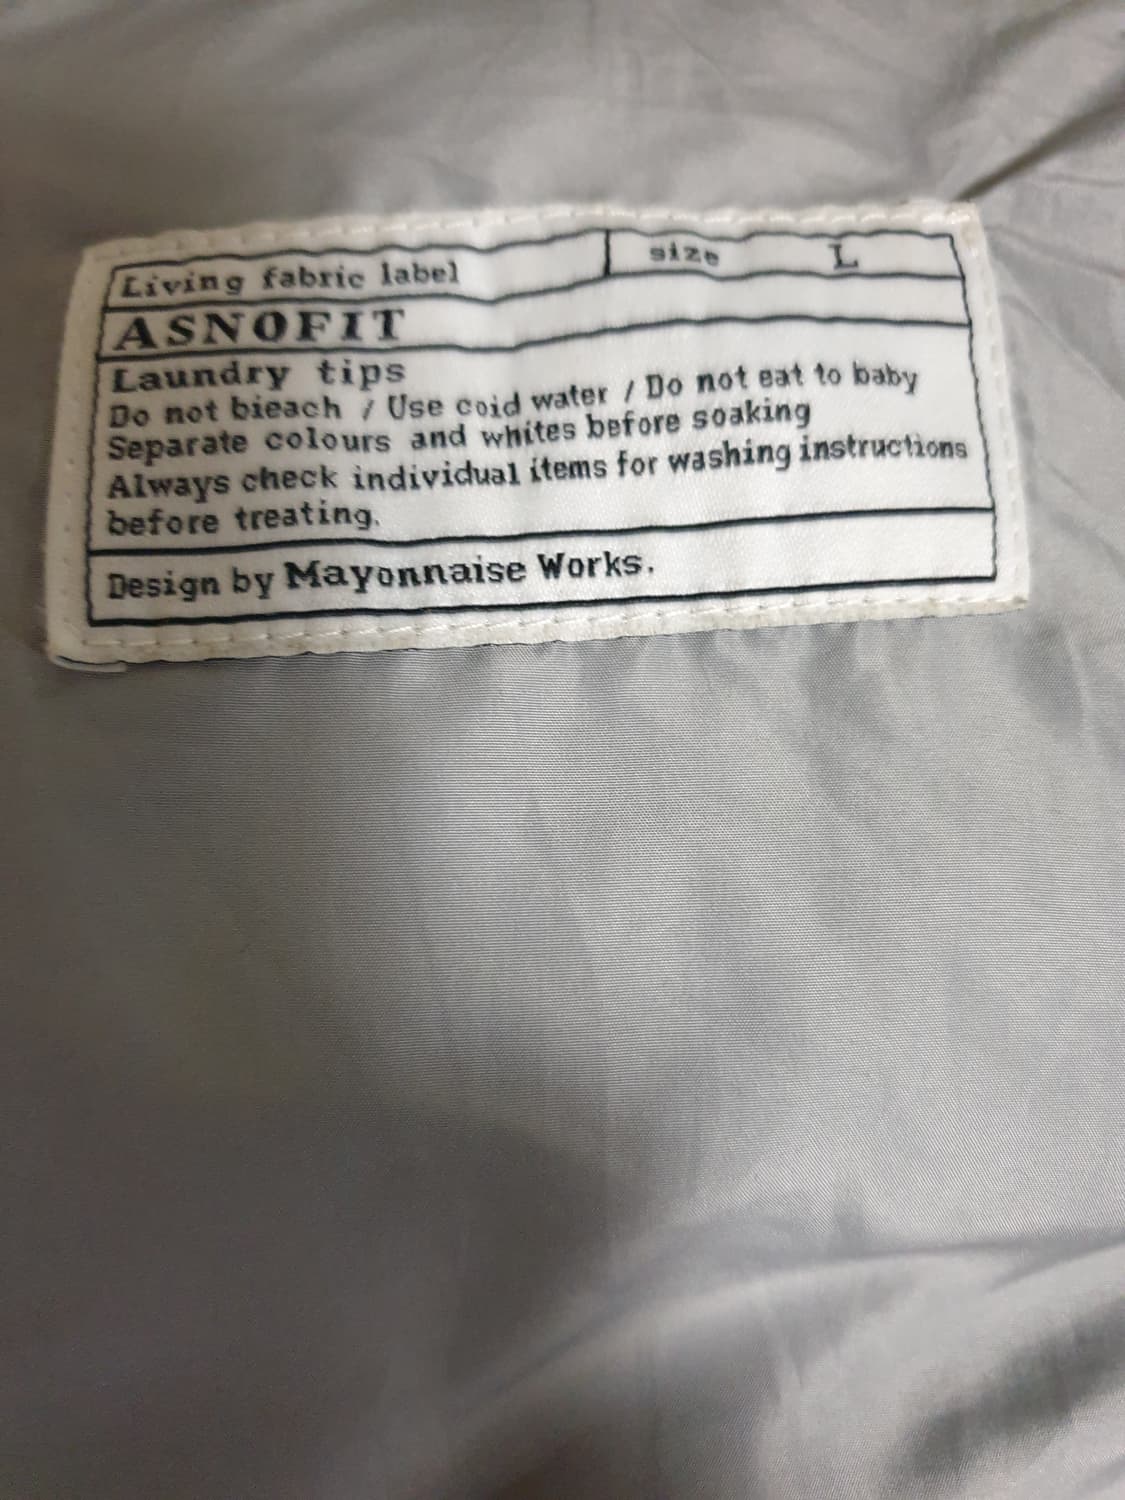 Living fabric label size L
ASNOFIT
Laundry tips
Do not bieach / Use coid water / Do not eat to baby
Separate colours and whites before soaking
Always check individual items for washing instructions
before treating.
Design by Mayonnaise Works.